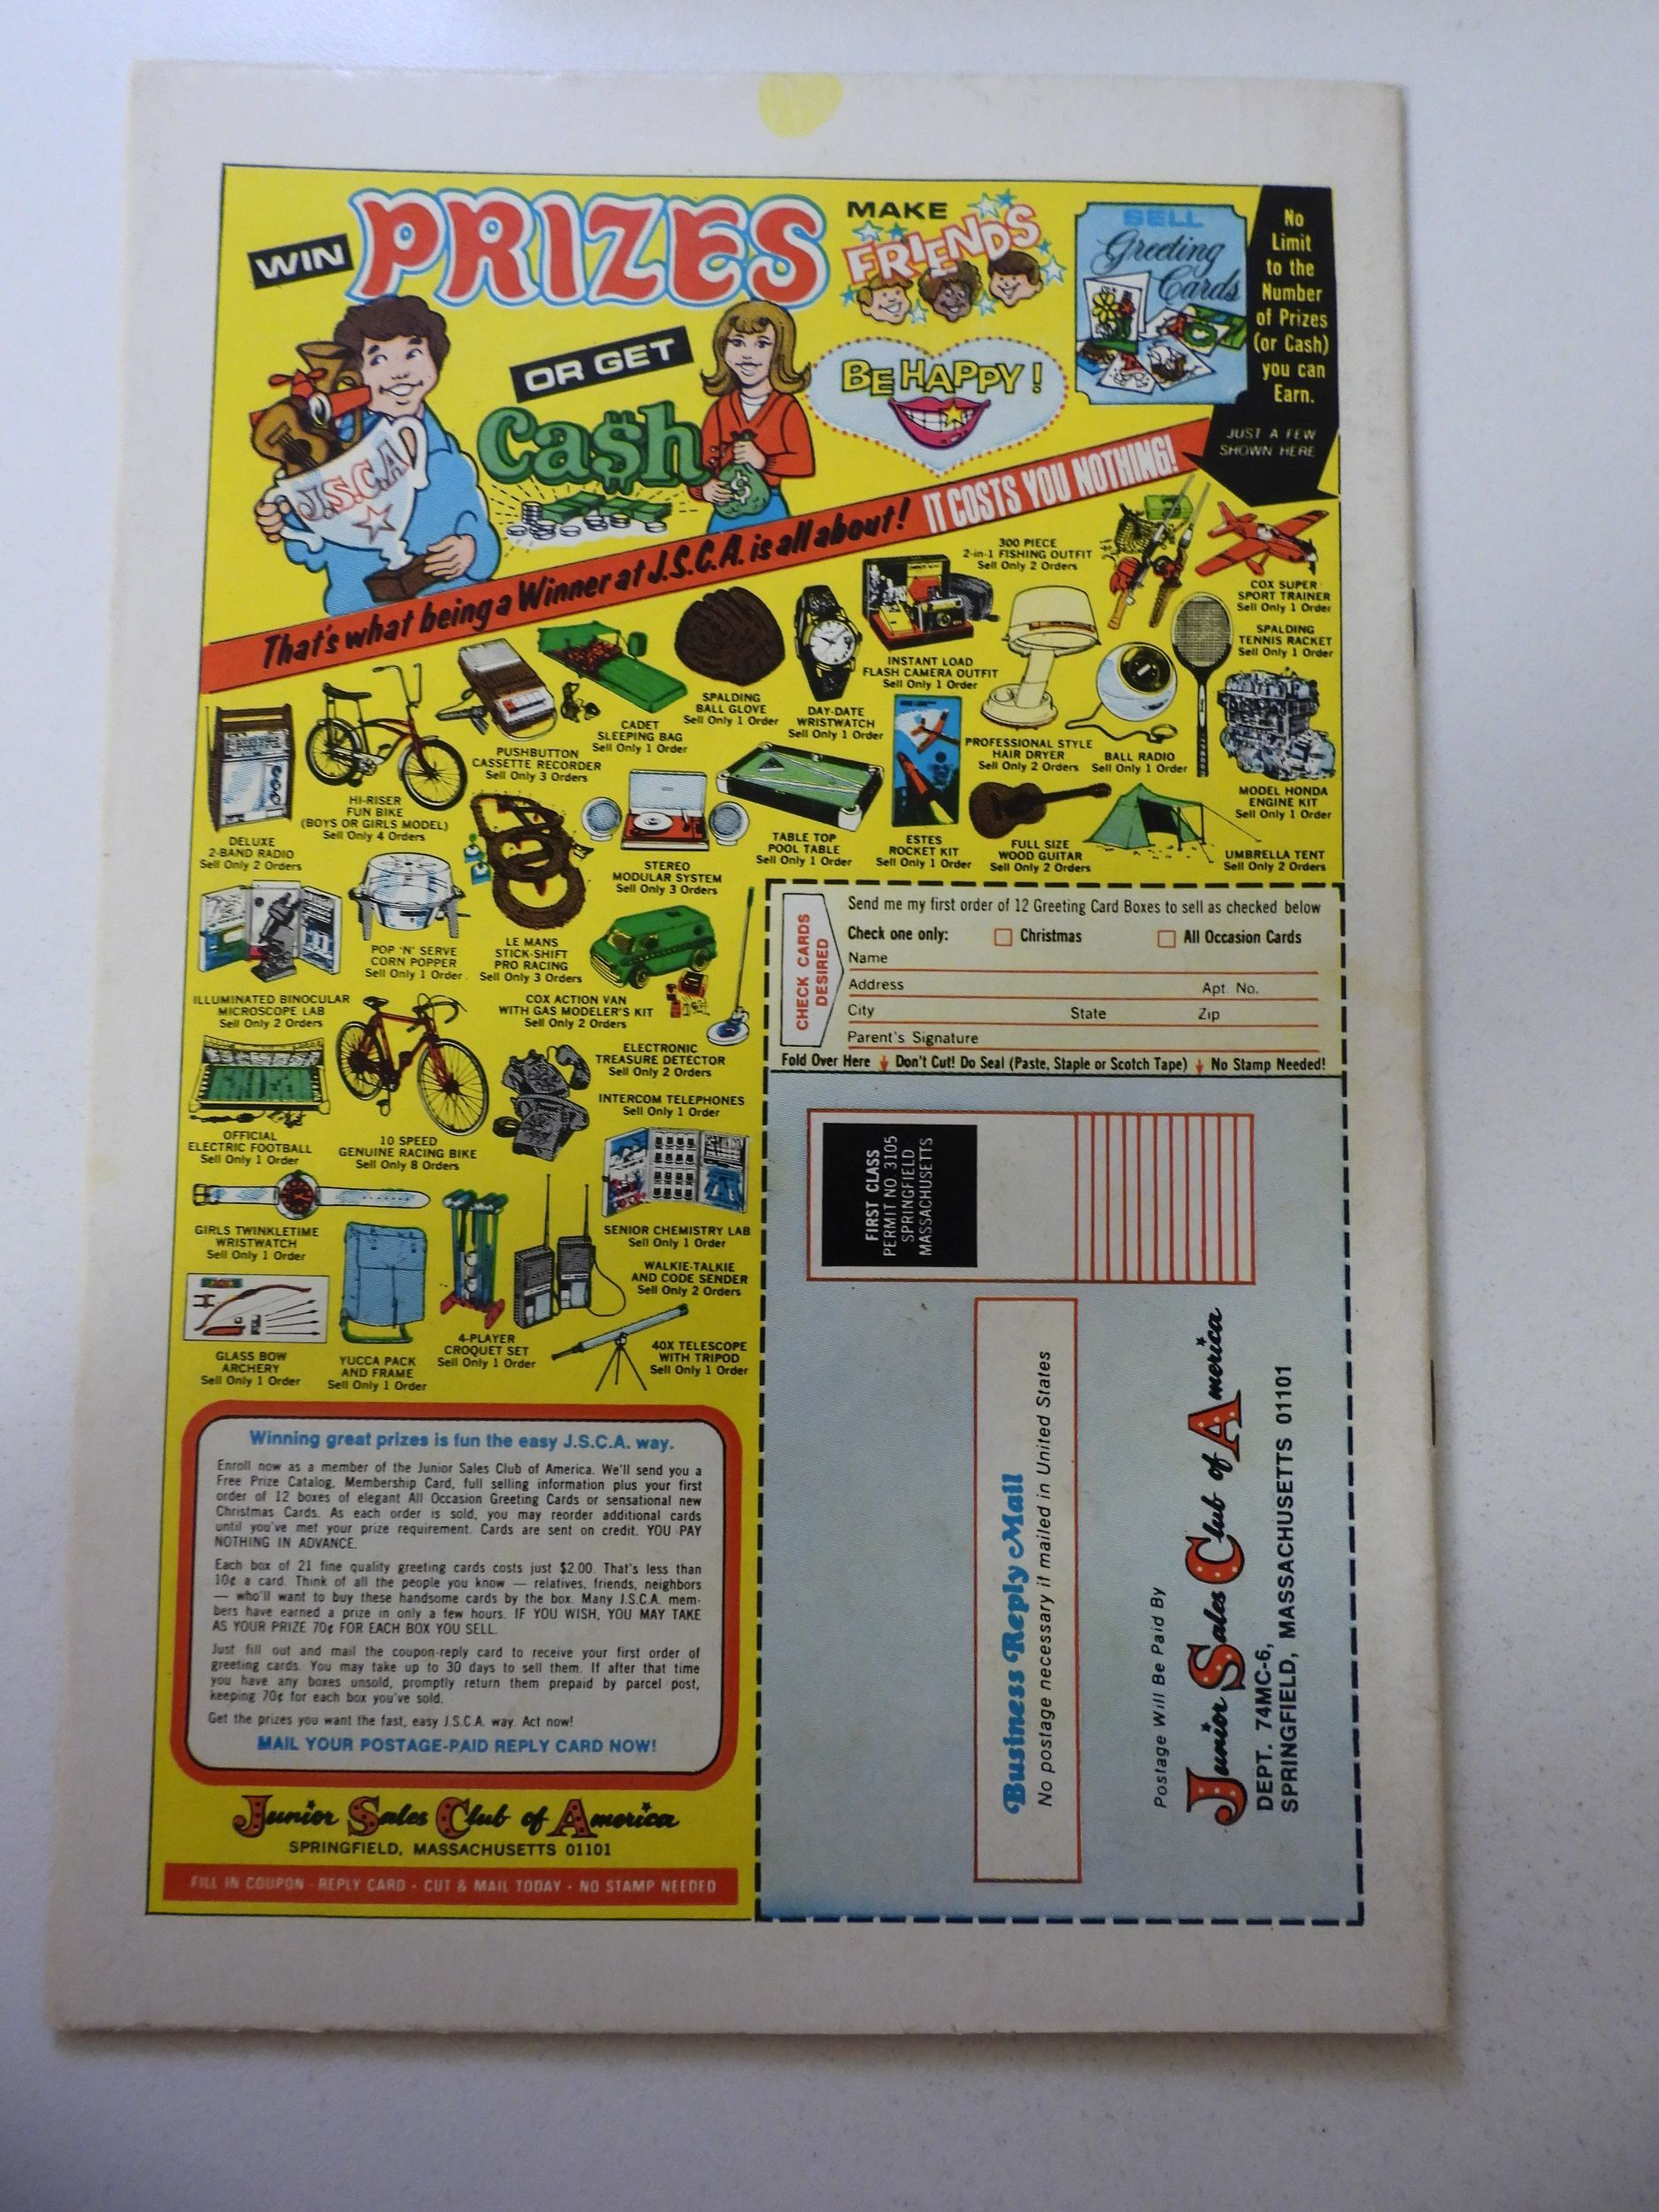 WIN PRIZES
OR GET
Ca$h
MAKE
FRIENDS
BE HAPPY!
SELL
Greeting
Cards
No
Limit
to the
Number
of Prizes
(or Cash)
you can
Earn.
JUST A FEW
SHOWN HERE
J.S.C.A.
That's what being a Winner at J.S.C.A. is all about! IT COSTS YOU NOTHING!
300 PIECE
2-in-1 FISHING OUTFIT
Sell Only 2 Orders
COX SUPER
SPORT TRAINER
Sell Only 1 Order
SPALDING
TENNIS RACKET
Sell Only 1 Order
INSTANT LOAD
FLASH CAMERA OUTFIT
Sell Only 1 Order
SPALDING
BALL GLOVE
Sell Only 1 Order
DAY-DATE
WRISTWATCH
Sell Only 1 Order
CADET
SLEEPING BAG
Sell Only 1 Order
PUSHBUTTON
CASSETTE RECORDER
Sell Only 3 Orders
PROFESSIONAL STYLE
HAIR DRYER
Sell Only 2 Orders
BALL RADIO
Sell Only 1 Order
MODEL HONDA
ENGINE KIT
Sell Only 1 Order
HI-RISER
FUN BIKE
(BOYS OR GIRLS MODEL)
Sell Only 4 Orders
DELUXE
2-BAND RADIO
Sell Only 2 Orders
STEREO
MODULAR SYSTEM
Sell Only 3 Orders
TABLE TOP
POOL TABLE
Sell Only 1 Order
ESTES
ROCKET KIT
Sell Only 1 Order
FULL SIZE
WOOD GUITAR
Sell Only 2 Orders
UMBRELLA TENT
Sell Only 2 Orders
POP 'N' SERVE
CORN POPPER
Sell Only 1 Order
LE MANS
STICK-SHIFT
PRO RACING
Sell Only 3 Orders
ILLUMINATED BINOCULAR
MICROSCOPE LAB
Sell Only 2 Orders
COX ACTION VAN
WITH GAS MODELER'S KIT
Sell Only 2 Orders
ELECTRONIC
TREASURE DETECTOR
Sell Only 2 Orders
INTERCOM TELEPHONES
Sell Only 1 Order
OFFICIAL
ELECTRIC FOOTBALL
Sell Only 1 Order
10 SPEED
GENUINE RACING BIKE
Sell Only 8 Orders
GIRLS TWINKLETIME
WRISTWATCH
Sell Only 1 Order
SENIOR CHEMISTRY LAB
Sell Only 1 Order
WALKIE-TALKIE
AND CODE SENDER
Sell Only 2 Orders
GLASS BOW
ARCHERY
Sell Only 1 Order
YUCCA PACK
AND FRAME
Sell Only 1 Order
4-PLAYER
CROQUET SET
Sell Only 1 Order
40X TELESCOPE
WITH TRIPOD
Sell Only 1 Order
Winning great prizes is fun the easy J.S.C.A. way.
Enroll now as a member of the Junior Sales Club of America. We'll send you a
Free Prize Catalog, Membership Card, full selling information plus your first
order of 12 boxes of elegant All Occasion Greeting Cards or sensational new
Christmas Cards. As each order is sold, you may reorder additional cards
until you've met your prize requirement. Cards are sent on credit. YOU PAY
NOTHING IN ADVANCE.
Each box of 21 fine quality greeting cards costs just $2.00. That's less than
10¢ a card. Think of all the people you know — relatives, friends, neighbors
— who'll want to buy these handsome cards by the box. Many J.S.C.A. mem-
bers have earned a prize in only a few hours. IF YOU WISH, YOU MAY TAKE
AS YOUR PRIZE 70¢ FOR EACH BOX YOU SELL.
Just fill out and mail the coupon-reply card to receive your first order of
greeting cards. You may take up to 30 days to sell them. If after that time
you have any boxes unsold, promptly return them prepaid by parcel post,
keeping 70¢ for each box you've sold.
Get the prizes you want the fast, easy J.S.C.A. way. Act now!
MAIL YOUR POSTAGE-PAID REPLY CARD NOW!
Junior Sales Club of America
SPRINGFIELD, MASSACHUSETTS 01101
FILL IN COUPON - REPLY CARD - CUT & MAIL TODAY - NO STAMP NEEDED
CHECK CARDS
DESIRED
Send me my first order of 12 Greeting Card Boxes to sell as checked below
Check one only: Christmas All Occasion Cards
Name
Address Apt. No.
City State Zip
Parent's Signature
Fold Over Here Don't Cut! Do Seal (Paste, Staple or Scotch Tape) No Stamp Needed!
FIRST CLASS
PERMIT NO. 3105
SPRINGFIELD
MASSACHUSETTS
Business Reply Mail
No postage necessary if mailed in United States
Postage Will Be Paid By
Junior Sales Club of America
DEPT. 74MC-6,
SPRINGFIELD, MASSACHUSETTS 01101